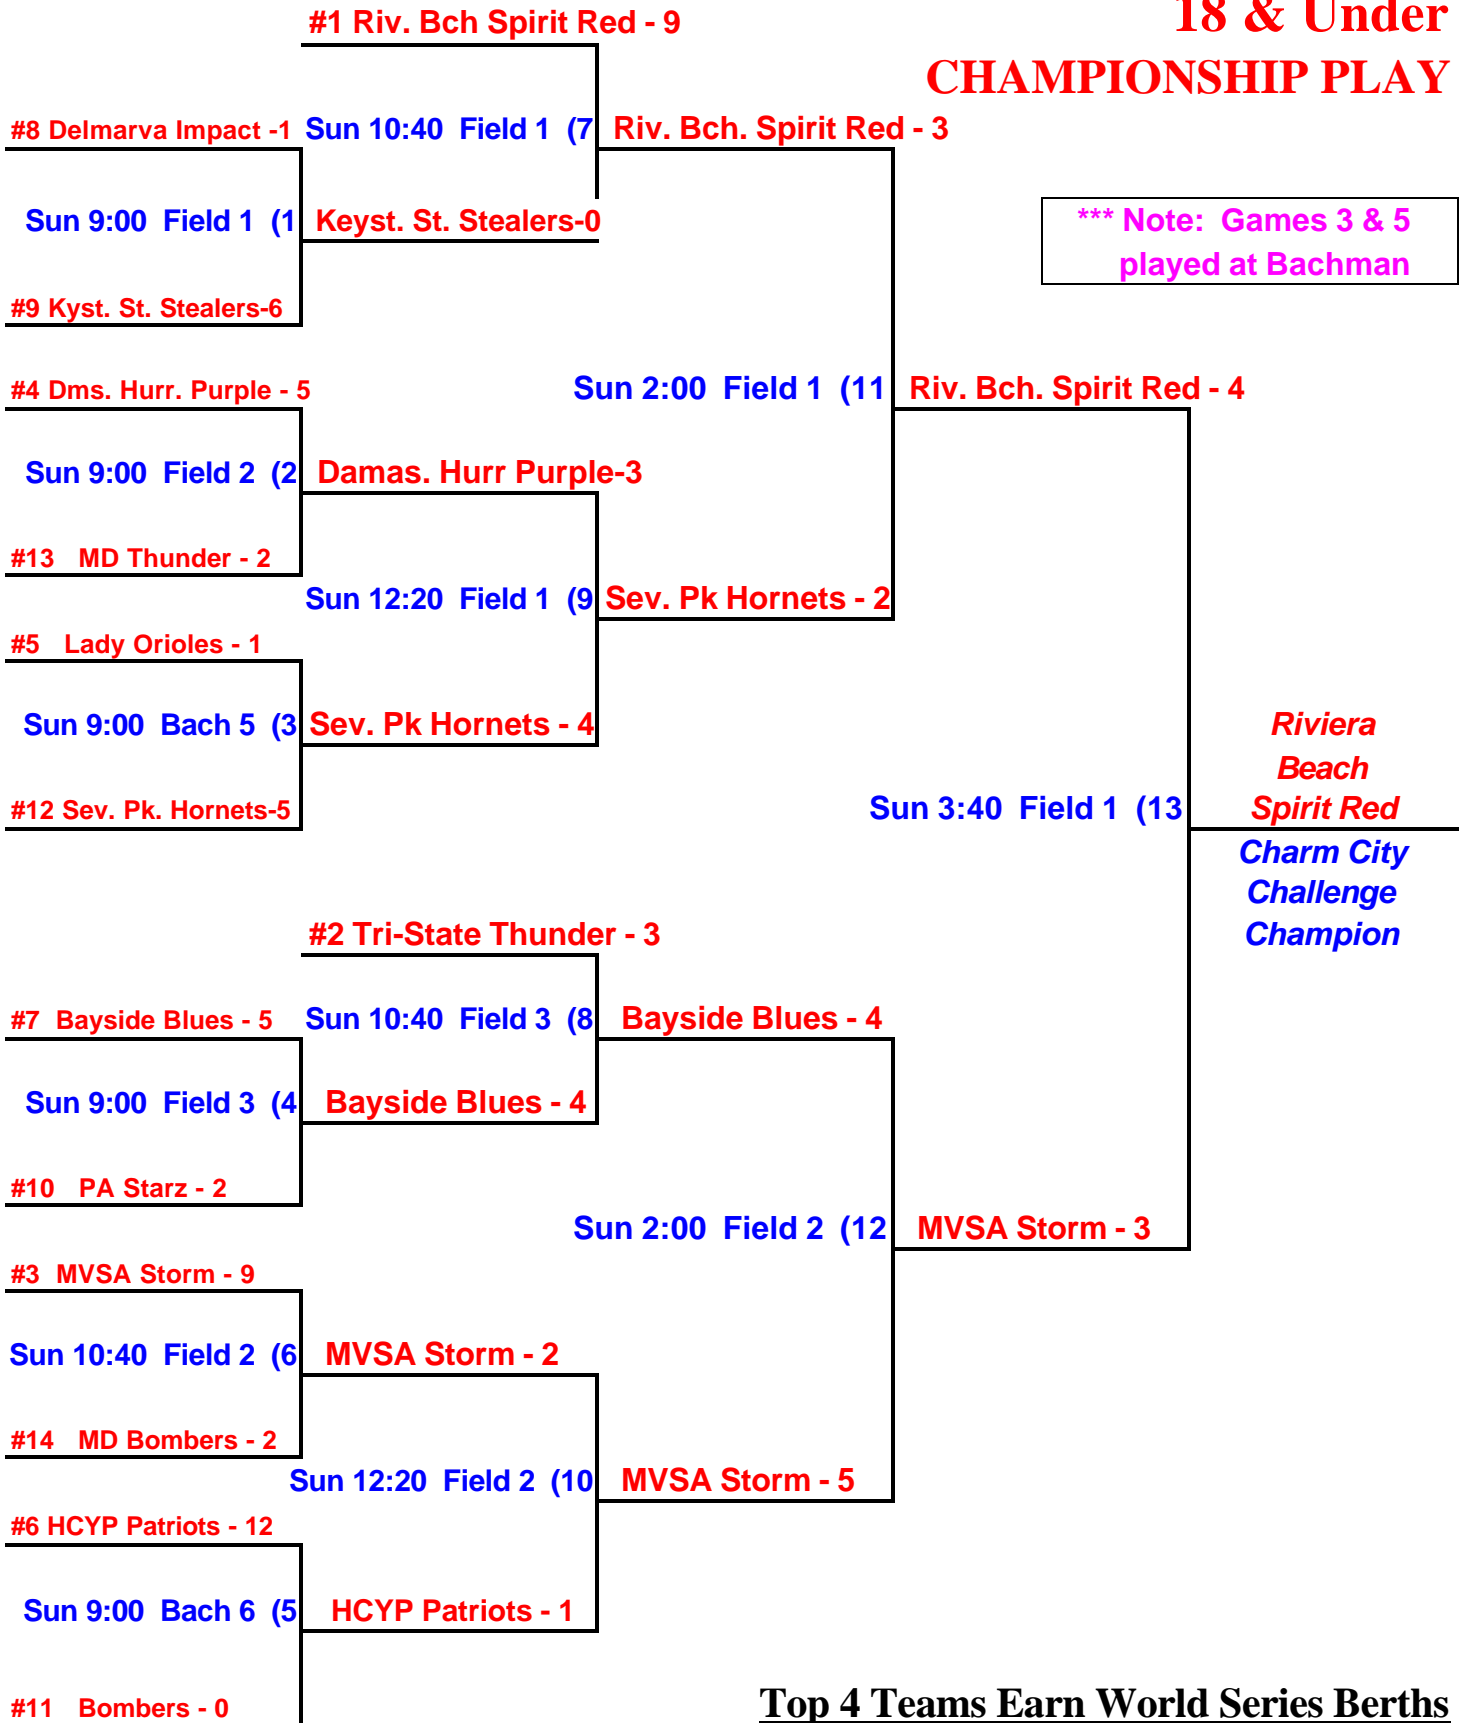 18 & Under
#1 Riv. Bch Spirit Red - 9
CHAMPIONSHIP PLAY
#8 Delmarva Impact -1
Sun 10:40 Field 1 (7
Riv. Bch. Spirit Red - 3
Sun 9:00 Field 1 (1
Keyst. St. Stealers-0
*** Note: Games 3 & 5
played at Bachman
#9 Kyst. St. Stealers-6
#4 Dms. Hurr. Purple - 5
Sun 2:00 Field 1 (11
Riv. Bch. Spirit Red - 4
Sun 9:00 Field 2 (2
Damas. Hurr Purple-3
#13 MD Thunder - 2
Sun 12:20 Field 1 (9
Sev. Pk Hornets - 2
#5 Lady Orioles - 1
Sun 9:00 Bach 5 (3
Sev. Pk Hornets - 4
#12 Sev. Pk. Hornets-5
Sun 3:40 Field 1 (13
Riviera
Beach
Spirit Red
Charm City
Challenge
Champion
#2 Tri-State Thunder - 3
#7 Bayside Blues - 5
Sun 10:40 Field 3 (8
Bayside Blues - 4
Sun 9:00 Field 3 (4
Bayside Blues - 4
#10 PA Starz - 2
Sun 2:00 Field 2 (12
MVSA Storm - 3
#3 MVSA Storm - 9
Sun 10:40 Field 2 (6
MVSA Storm - 2
#14 MD Bombers - 2
Sun 12:20 Field 2 (10
MVSA Storm - 5
#6 HCYP Patriots - 12
Sun 9:00 Bach 6 (5
HCYP Patriots - 1
#11 Bombers - 0
Top 4 Teams Earn World Series Berths